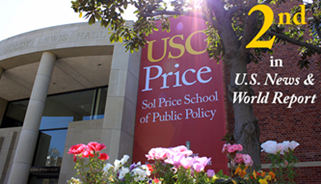 USC
Price
Sol Price School
of Public Policy
2nd
in
U.S. News &
World Report